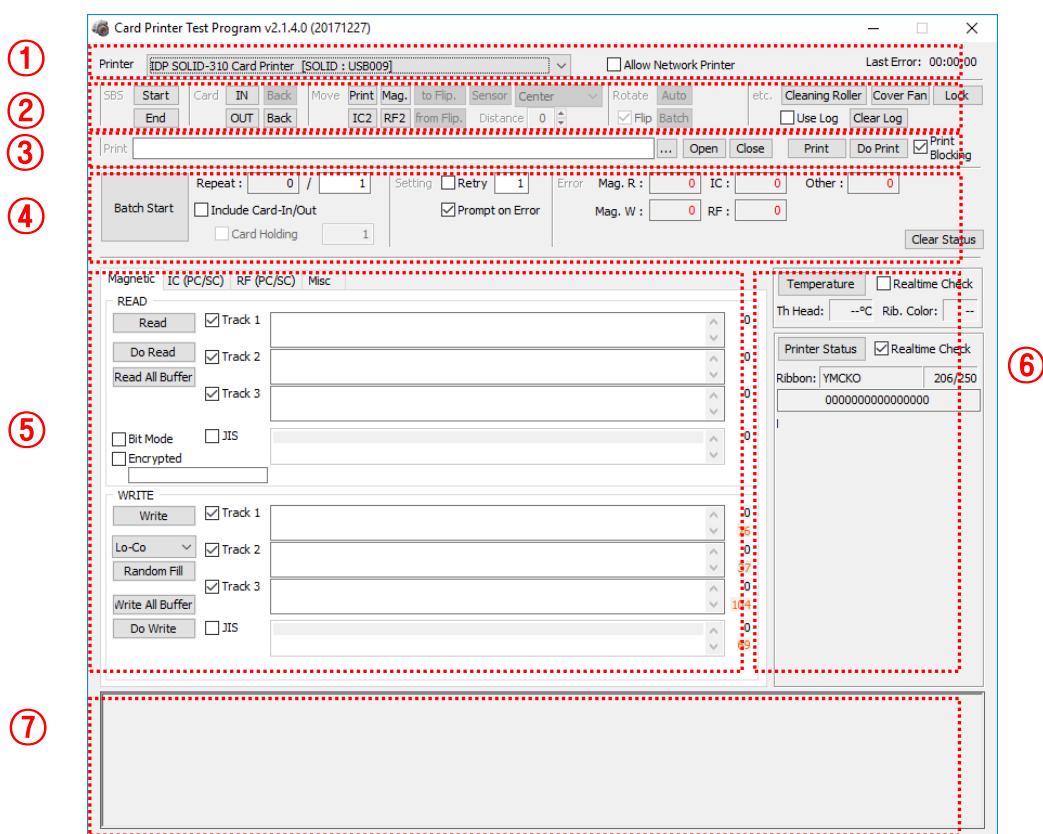 Card Printer Test Program v2.1.4.0 (20171227)
① Printer IDP SOLID-310 Card Printer [SOLID : USB009] Allow Network Printer Last Error: 00:00:00
② SBS Start Card IN Back Move Print Mag. to Flip. Sensor Center Rotate Auto etc. Cleaning Roller Cover Fan Lock
End OUT Back IC2 RF2 from Flip. Distance 0 Flip Batch Use Log Clear Log
③ Print ... Open Close Print Do Print Print Blocking
④ Batch Start Repeat : 0 / 1 Setting Retry 1 Error Mag. R : 0 IC : 0 Other : 0
Include Card-In/Out Prompt on Error Mag. W : 0 RF : 0
Card Holding 1 Clear Status
⑤ Magnetic IC (PC/SC) RF (PC/SC) Misc
READ
Read Track 1 0
Do Read Track 2 0
Read All Buffer
Track 3 0
Bit Mode JIS 0
Encrypted
WRITE
Write Track 1 0
76
Lo-Co Track 2 0
Random Fill 37
Track 3 0
Write All Buffer 104
Do Write JIS 0
69
⑥ Temperature Realtime Check
Th Head: --ºC Rib. Color: --
Printer Status Realtime Check
Ribbon: YMCKO 206/250
0000000000000000
⑦